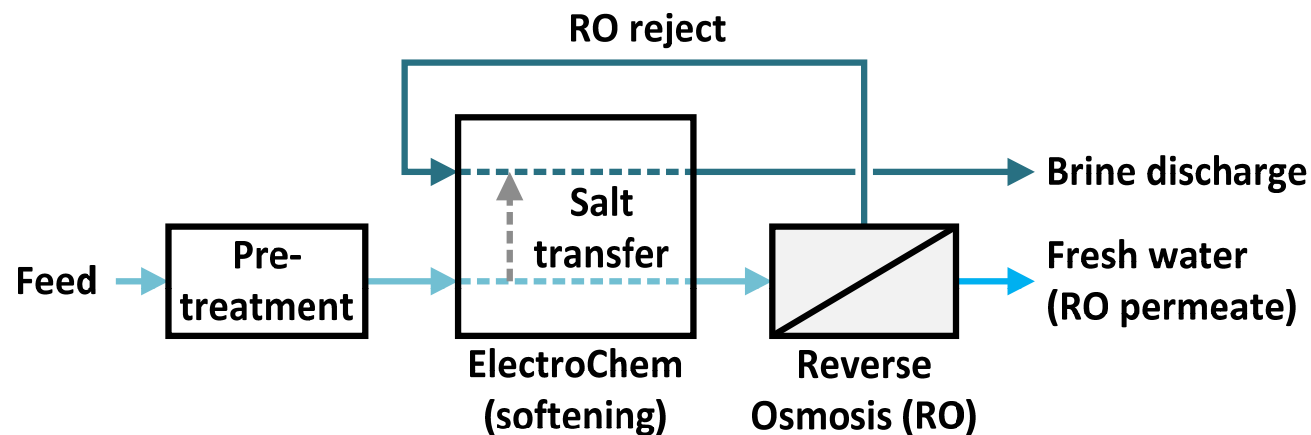 RO reject
Brine discharge
Salt
transfer
Feed
Pre-
treatment
Fresh water
(RO permeate)
ElectroChem
(softening)
Reverse
Osmosis (RO)